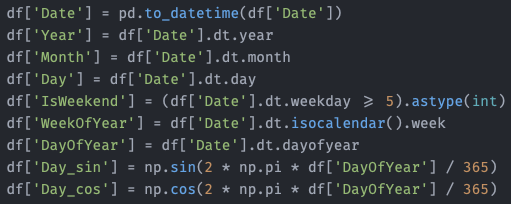 df['Date'] = pd.to_datetime(df['Date'])
df['Year'] = df['Date'].dt.year
df['Month'] = df['Date'].dt.month
df['Day'] = df['Date'].dt.day
df['IsWeekend'] = (df['Date'].dt.weekday >= 5).astype(int)
df['WeekOfYear'] = df['Date'].dt.isocalendar().week
df['DayOfYear'] = df['Date'].dt.dayofyear
df['Day_sin'] = np.sin(2 * np.pi * df['DayOfYear'] / 365)
df['Day_cos'] = np.cos(2 * np.pi * df['DayOfYear'] / 365)